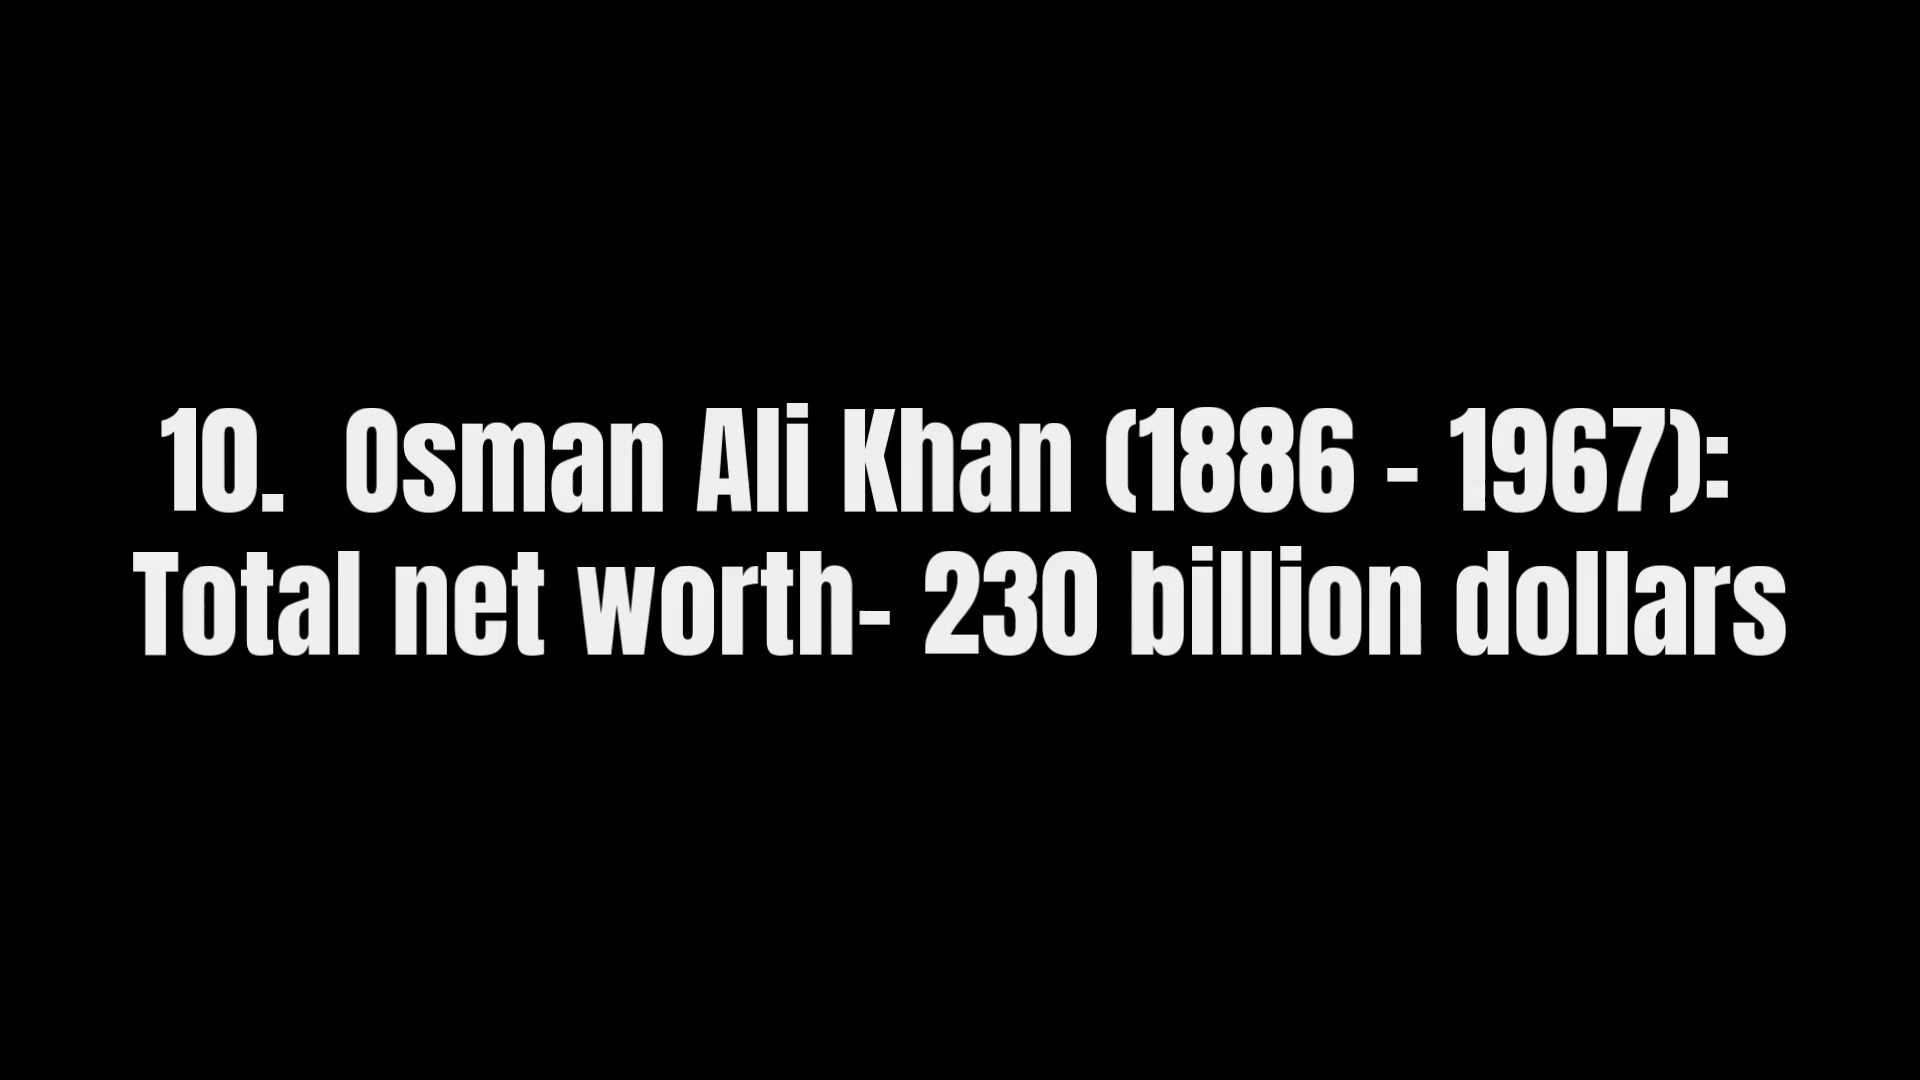 10.  Osman Ali Khan (1886 - 1967):
Total net worth- 230 billion dollars